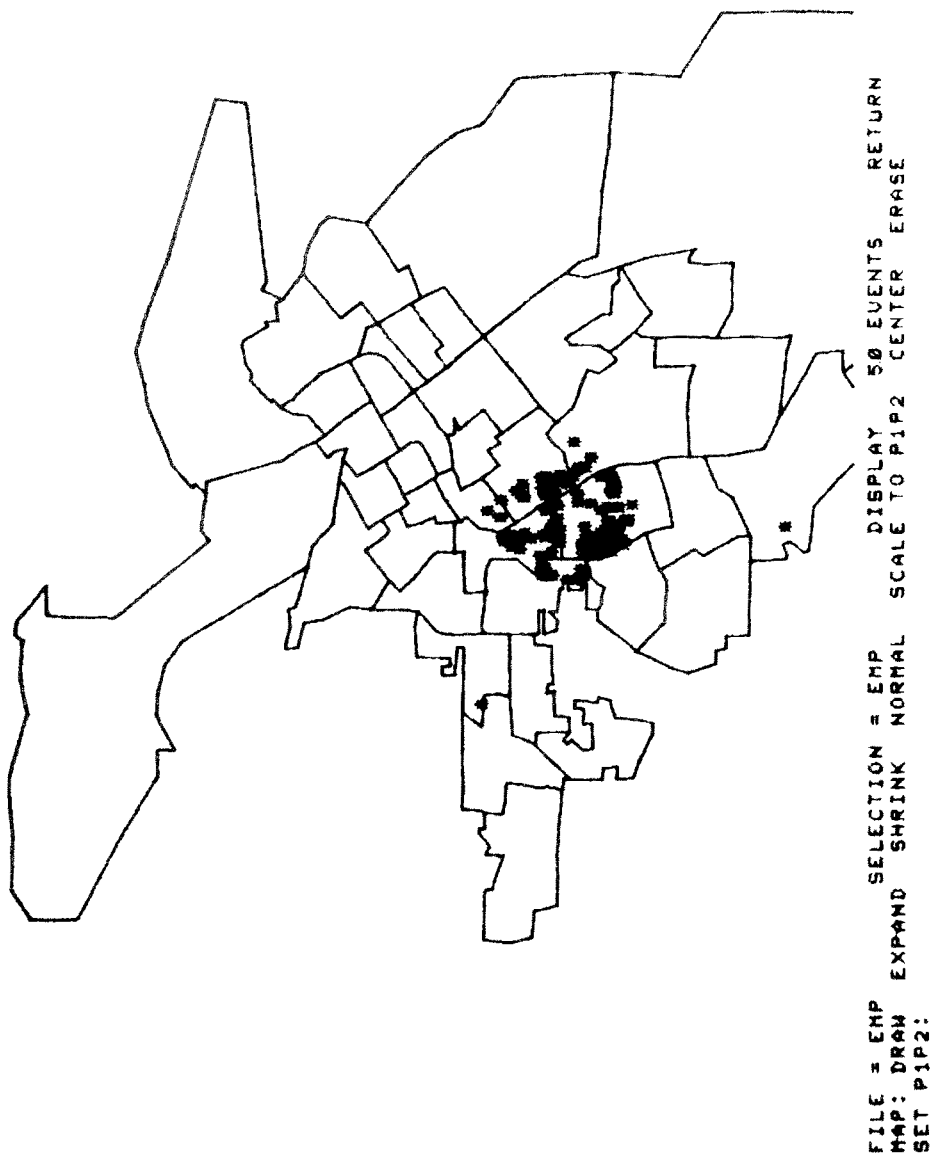 FILE = EMP SELECTION = EMP DISPLAY 50 EVENTS RETURN
MAP: DRAW EXPAND SHRINK NORMAL SCALE TO P1P2 CENTER ERASE
SET P1P2: